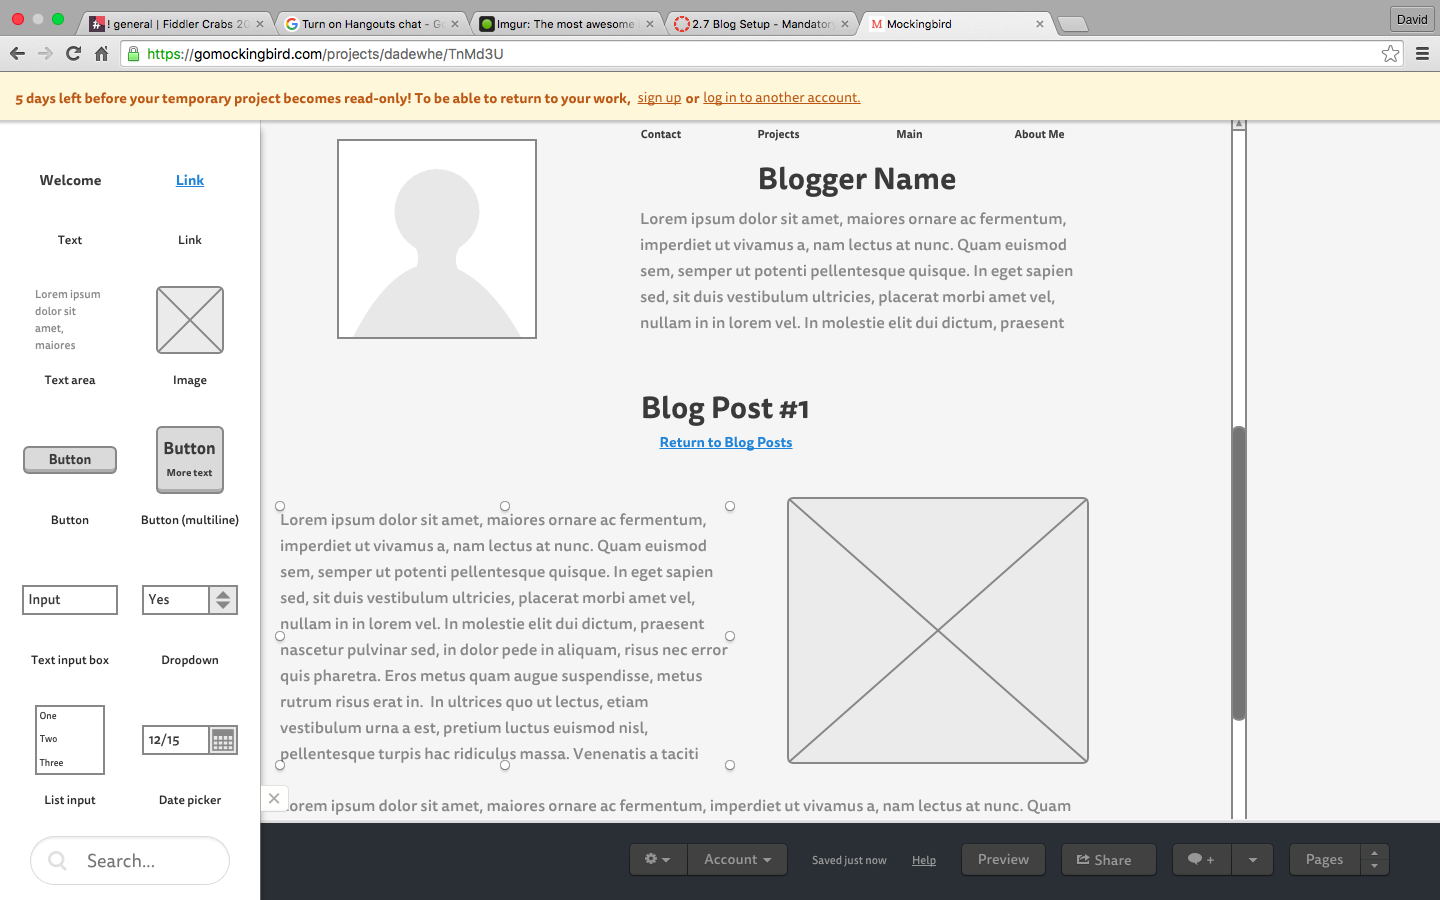 ! general | Fiddler Crabs 20
Turn on Hangouts chat - Go
Imgur: The most awesome
2.7 Blog Setup - Mandator
Mockingbird
David
https://gomockingbird.com/projects/dadewhe/TnMd3U
5 days left before your temporary project becomes read-only! To be able to return to your work, sign up or log in to another account.
Welcome
Link
Text
Link
Lorem ipsum
dolor sit
amet,
maiores
Text area
Image
Button
Button
More text
Button
Button (multiline)
Input
Yes
Text input box
Dropdown
One
Two
Three
12/15
List input
Date picker
Search...
Contact
Projects
Main
About Me
Blogger Name
Lorem ipsum dolor sit amet, maiores ornare ac fermentum,
imperdiet ut vivamus a, nam lectus at nunc. Quam euismod
sem, semper ut potenti pellentesque quisque. In eget sapien
sed, sit duis vestibulum ultricies, placerat morbi amet vel,
nullam in in lorem vel. In molestie elit dui dictum, praesent
Blog Post #1
Return to Blog Posts
Lorem ipsum dolor sit amet, maiores ornare ac fermentum,
imperdiet ut vivamus a, nam lectus at nunc. Quam euismod
sem, semper ut potenti pellentesque quisque. In eget sapien
sed, sit duis vestibulum ultricies, placerat morbi amet vel,
nullam in in lorem vel. In molestie elit dui dictum, praesent
nascetur pulvinar sed, in dolor pede in aliquam, risus nec error
quis pharetra. Eros metus quam augue suspendisse, metus
rutrum risus erat in. In ultrices quo ut lectus, etiam
vestibulum urna a est, pretium luctus euismod nisl,
pellentesque turpis hac ridiculus massa. Venenatis a taciti
Lorem ipsum dolor sit amet, maiores ornare ac fermentum, imperdiet ut vivamus a, nam lectus at nunc. Quam
Account
Saved just now
Help
Preview
Share
+
Pages